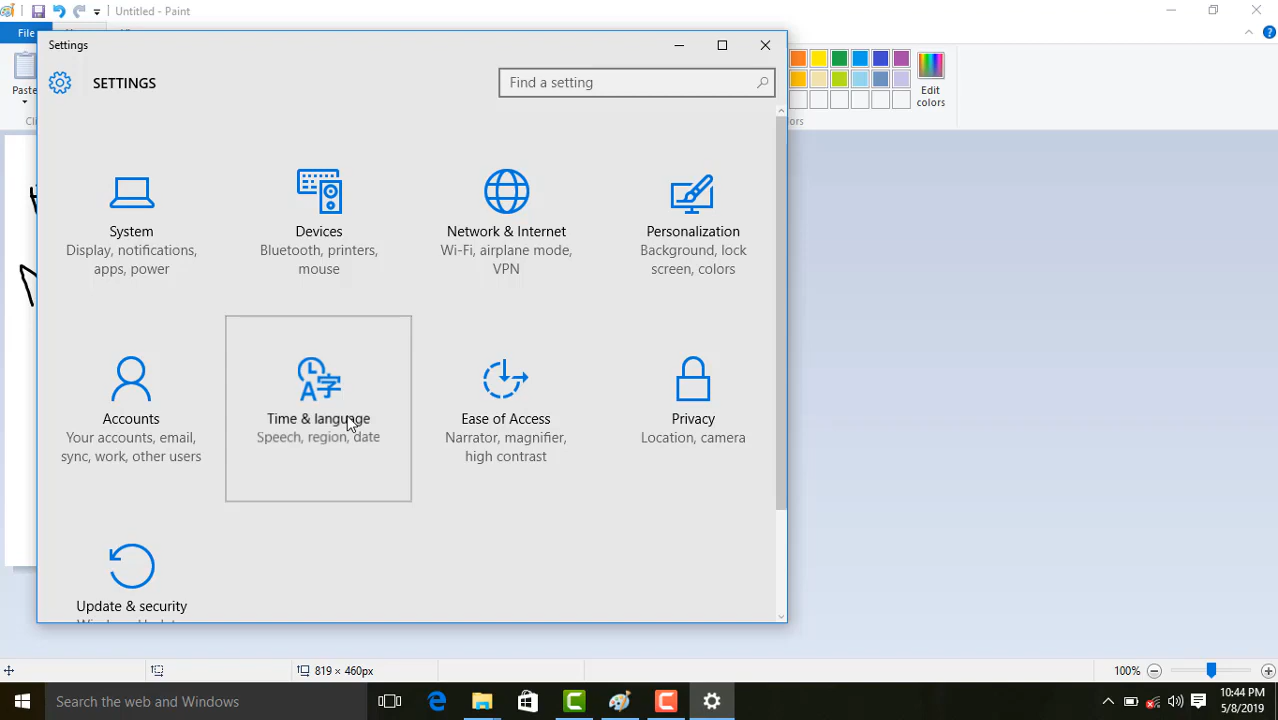 Untitled - Paint
File
Settings
SETTINGS
Find a setting
Paste
Edit
colors
System
Display, notifications,
apps, power
Devices
Bluetooth, printers,
mouse
Network & Internet
Wi-Fi, airplane mode,
VPN
Personalization
Background, lock
screen, colors
Accounts
Your accounts, email,
sync, work, other users
Time & language
Speech, region, date
Ease of Access
Narrator, magnifier,
high contrast
Privacy
Location, camera
Update & security
819 × 460px
100%
Search the web and Windows
10:44 PM
5/8/2019